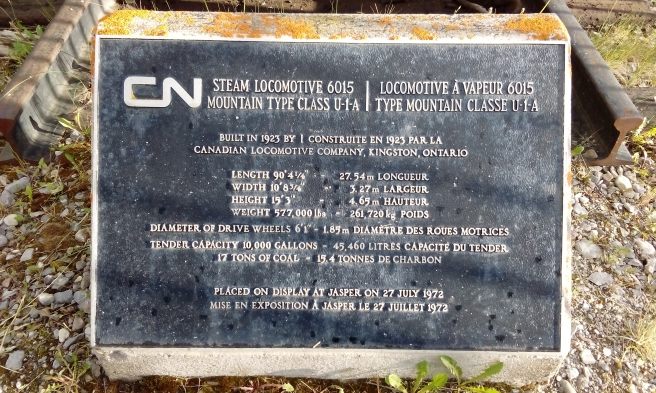 CN
STEAM LOCOMOTIVE 6015 | LOCOMOTIVE À VAPEUR 6015
MOUNTAIN TYPE CLASS U-1-A | TYPE MOUNTAIN CLASSE U-1-A
BUILT IN 1923 BY | CONSTRUITE EN 1923 PAR LA
CANADIAN LOCOMOTIVE COMPANY, KINGSTON, ONTARIO
LENGTH 90'4¼" " 27.54m LONGUEUR
WIDTH 10'8¾" " 3.27m LARGEUR
HEIGHT 15'3" " 4.65m HAUTEUR
WEIGHT 577,000 lbs " 261,720 kg POIDS
DIAMETER OF DRIVE WHEELS 6'1" - 1.85m DIAMÈTRE DES ROUES MOTRICES
TENDER CAPACITY 10,000 GALLONS - 45,460 LITRES CAPACITÉ DU TENDER
17 TONS OF COAL - 15.4 TONNES DE CHARBON
PLACED ON DISPLAY AT JASPER ON 27 JULY 1972
MISE EN EXPOSITION À JASPER LE 27 JUILLET 1972